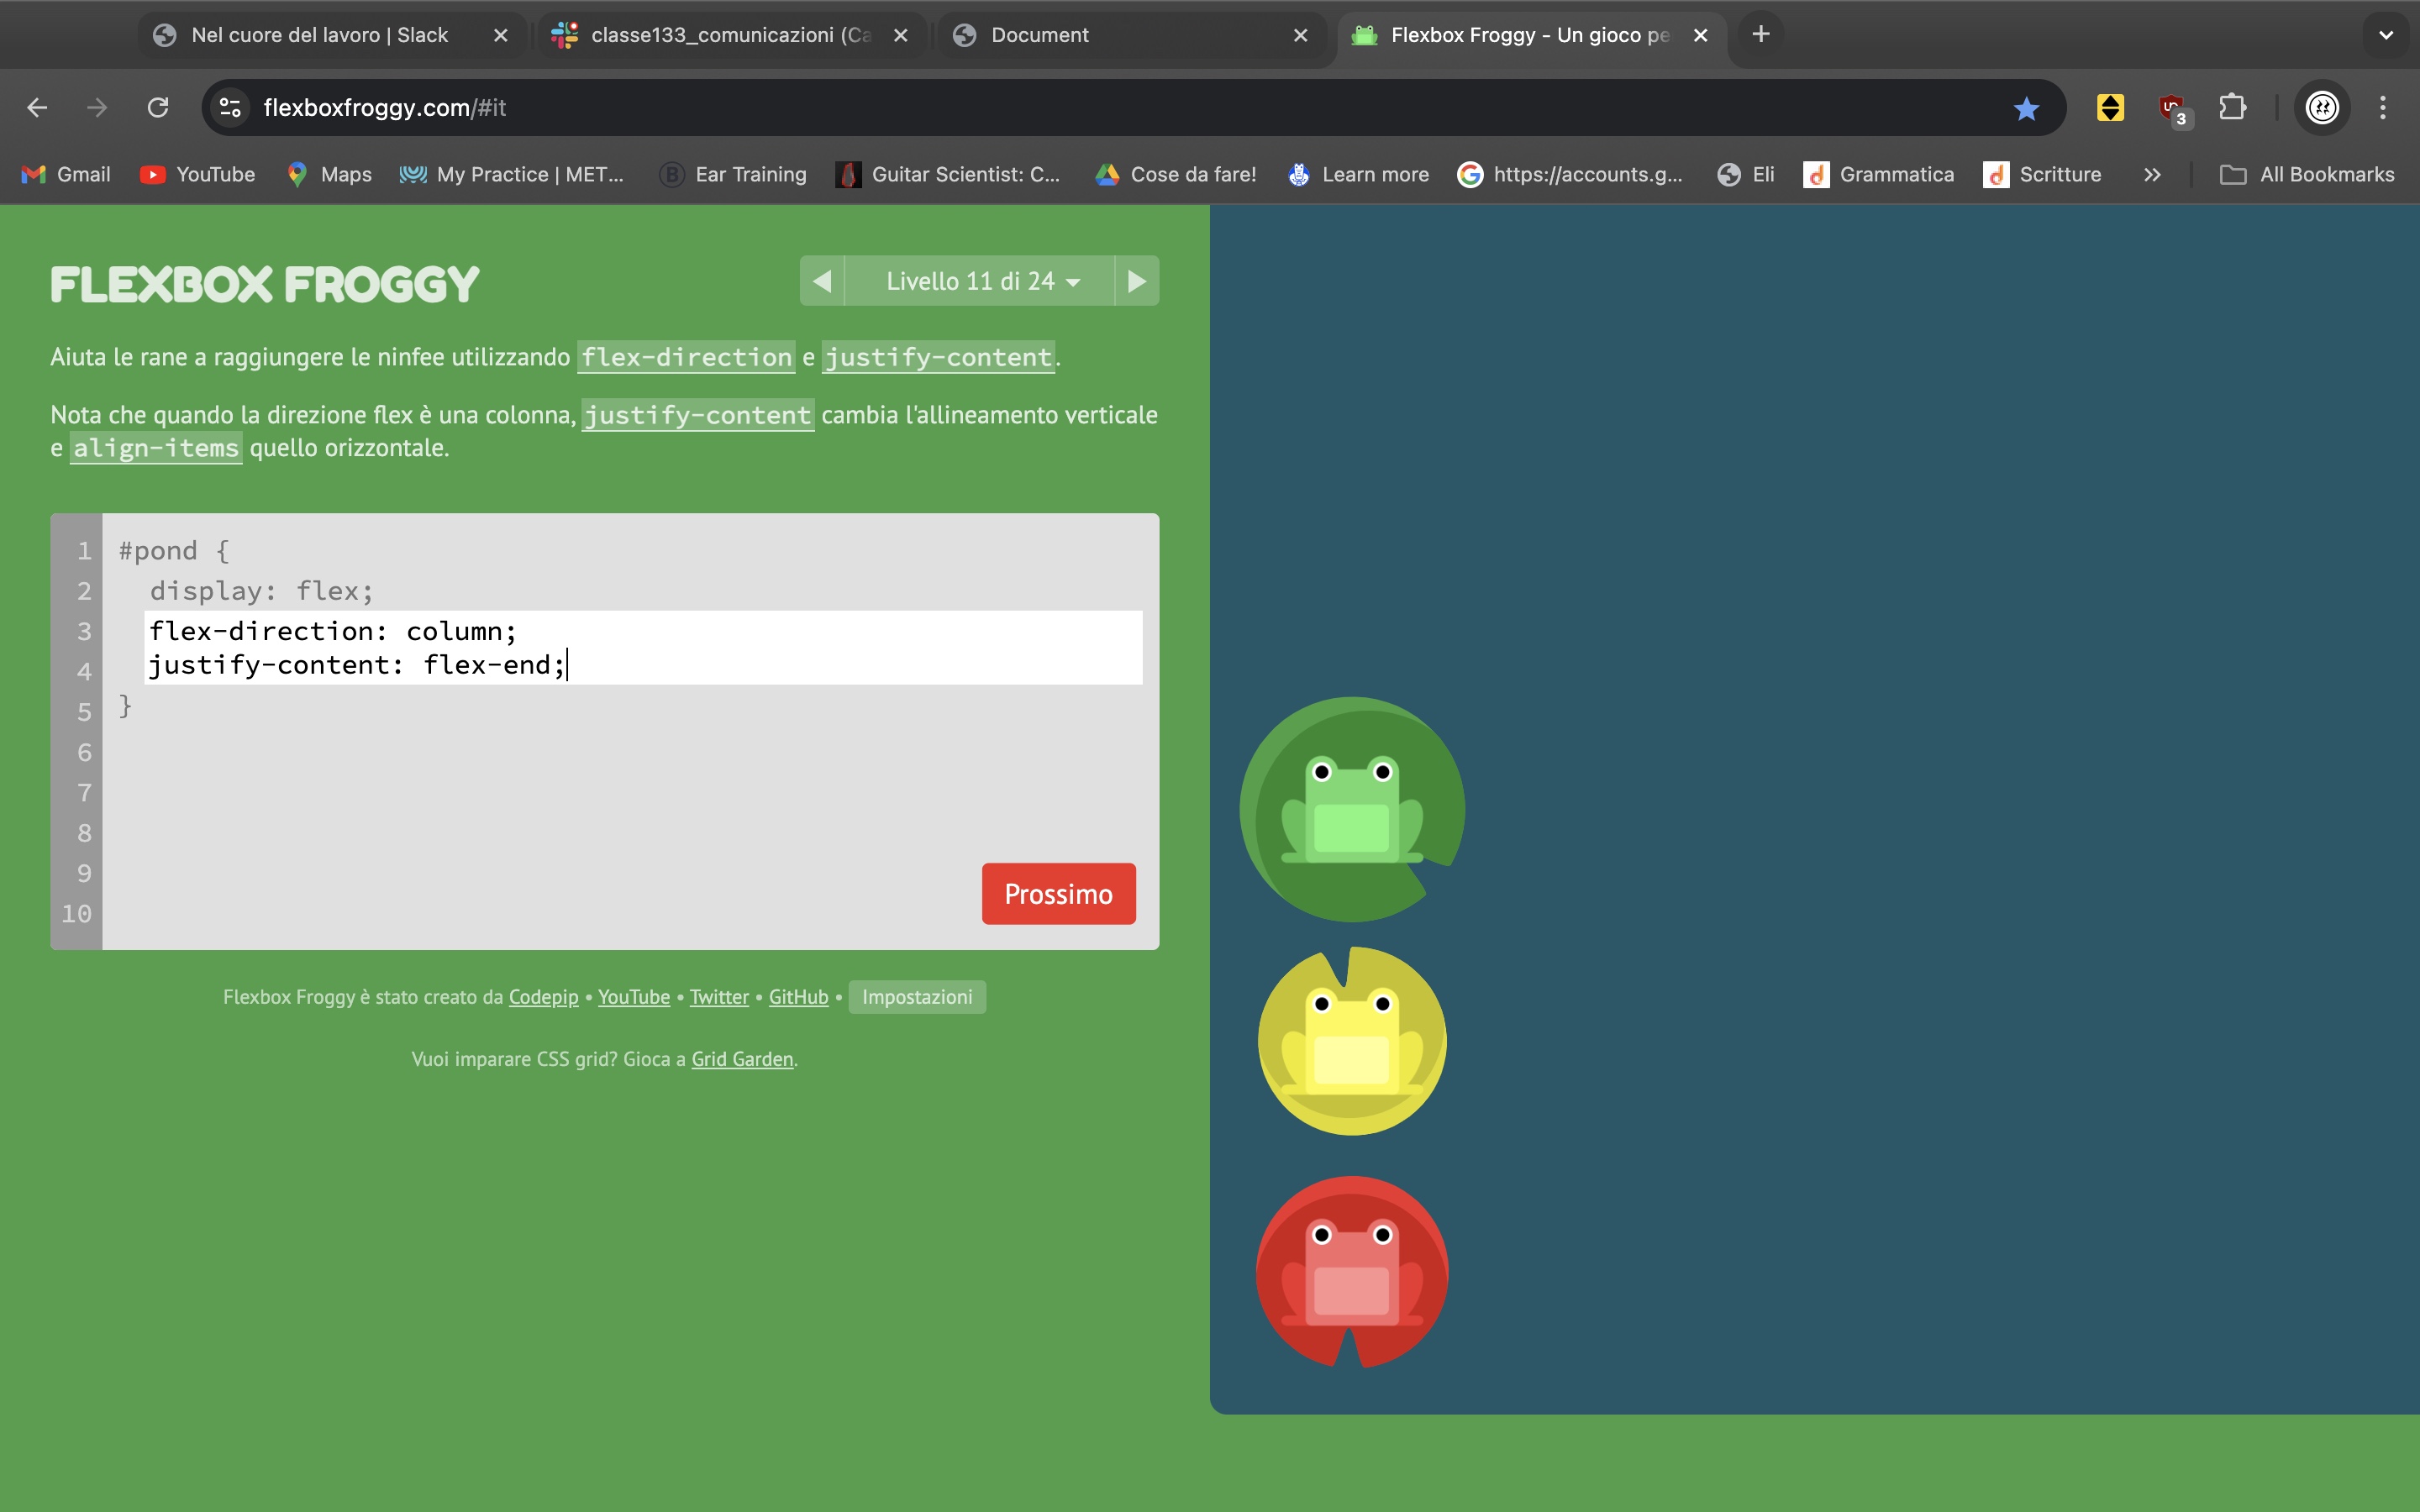 Nel cuore del lavoro | Slack
classe133_comunicazioni (Ca
Document
Flexbox Froggy - Un gioco pe
flexboxfroggy.com/#it
3
Gmail
YouTube
Maps
My Practice | MET...
Ear Training
Guitar Scientist: C...
Cose da fare!
Learn more
https://accounts.g...
Eli
Grammatica
Scritture
All Bookmarks
FLEXBOX FROGGY
Livello 11 di 24
Aiuta le rane a raggiungere le ninfee utilizzando flex-direction e justify-content.
Nota che quando la direzione flex è una colonna, justify-content cambia l'allineamento verticale
e align-items quello orizzontale.
1 #pond {
2 display: flex;
3 flex-direction: column;
4 justify-content: flex-end;
5 }
6
7
8
9
10
Prossimo
Flexbox Froggy è stato creato da Codepip • YouTube • Twitter • GitHub • Impostazioni
Vuoi imparare CSS grid? Gioca a Grid Garden.